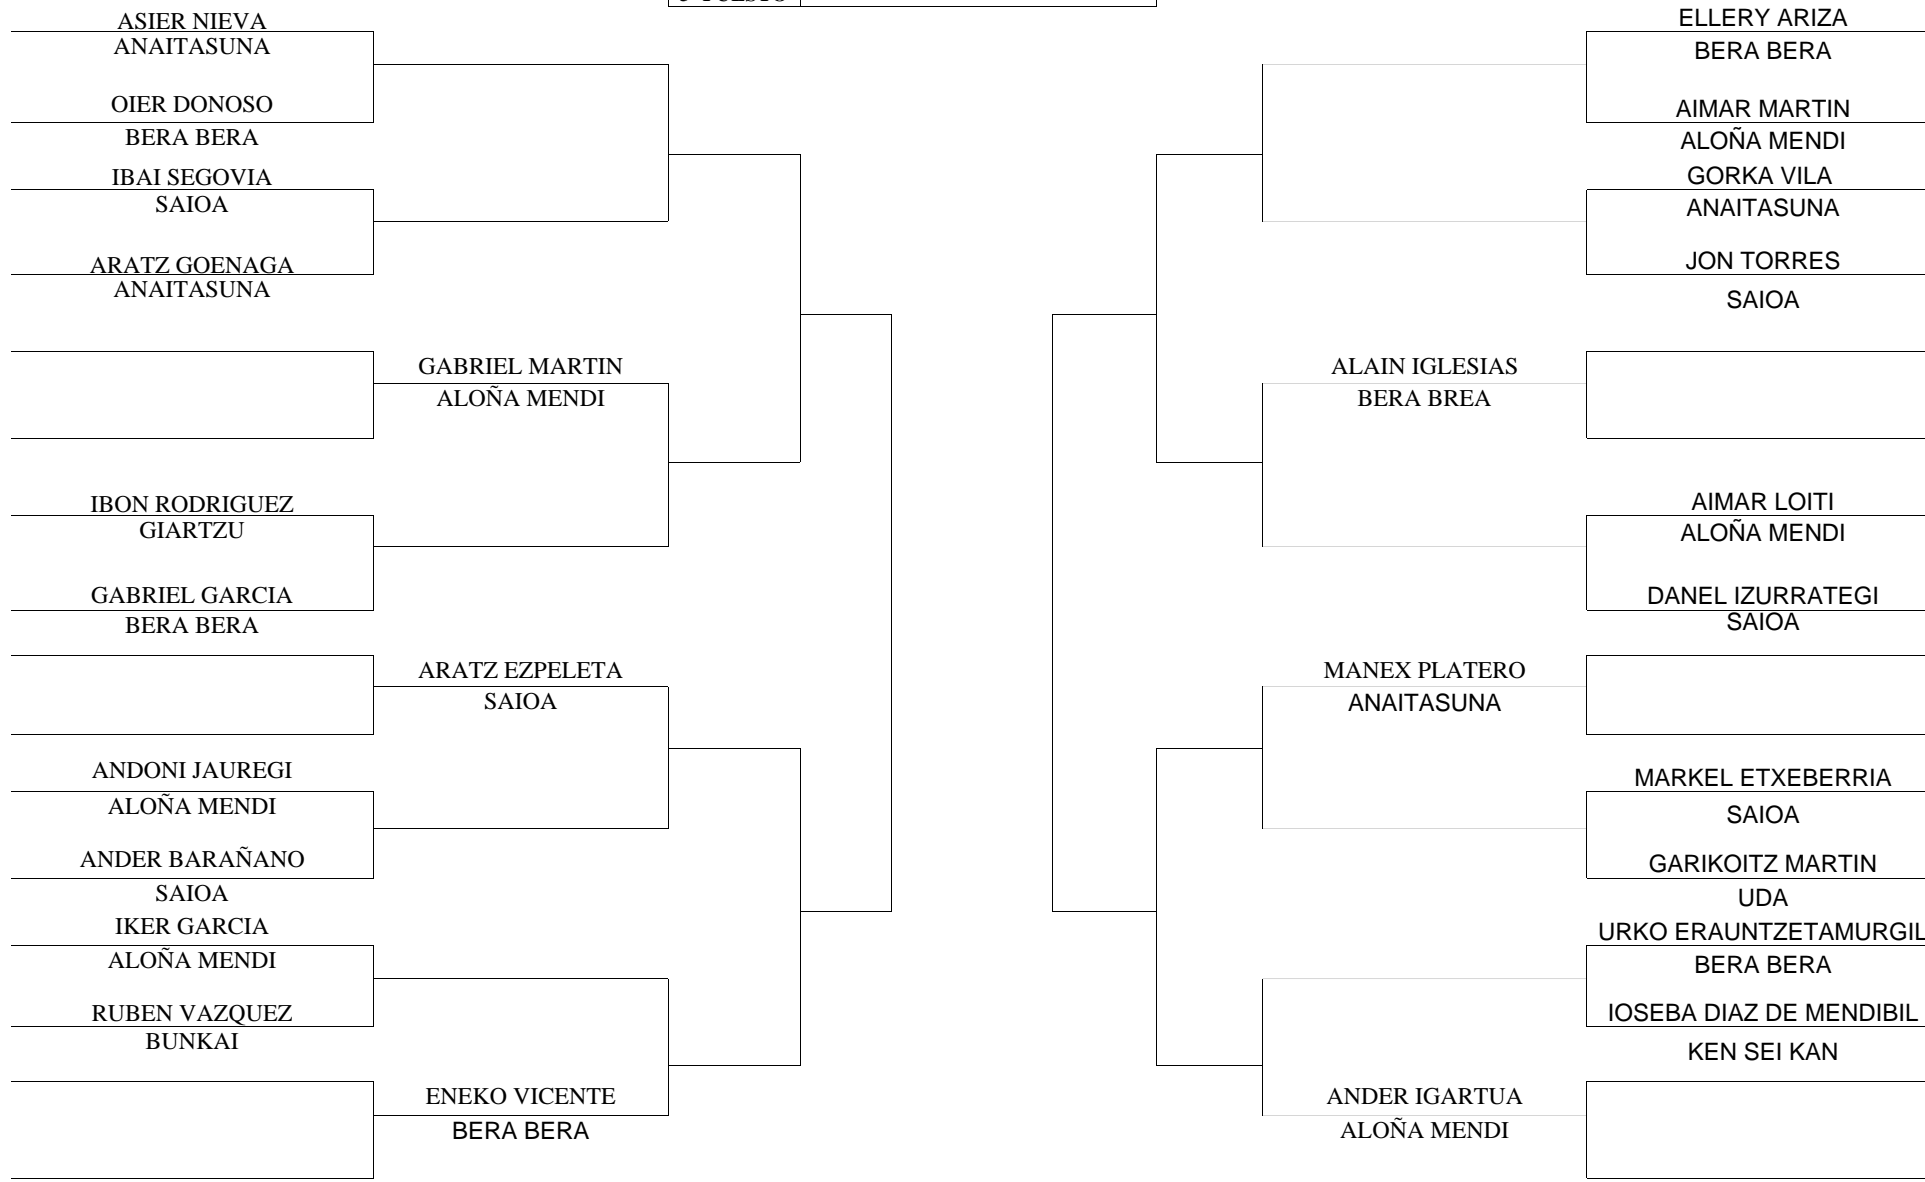 3º PUESTO
ASIER NIEVA
ANAITASUNA
OIER DONOSO
BERA BERA
IBAI SEGOVIA
SAIOA
ARATZ GOENAGA
ANAITASUNA
GABRIEL MARTIN
ALOÑA MENDI
IBON RODRIGUEZ
GIARTZU
GABRIEL GARCIA
BERA BERA
ARATZ EZPELETA
SAIOA
ANDONI JAUREGI
ALOÑA MENDI
ANDER BARAÑANO
SAIOA
IKER GARCIA
ALOÑA MENDI
RUBEN VAZQUEZ
BUNKAI
ENEKO VICENTE
BERA BERA
ELLERY ARIZA
BERA BERA
AIMAR MARTIN
ALOÑA MENDI
GORKA VILA
ANAITASUNA
JON TORRES
SAIOA
ALAIN IGLESIAS
BERA BREA
AIMAR LOITI
ALOÑA MENDI
DANEL IZURRATEGI
SAIOA
MANEX PLATERO
ANAITASUNA
MARKEL ETXEBERRIA
SAIOA
GARIKOITZ MARTIN
UDA
URKO ERAUNTZETAMURGIL
BERA BERA
IOSEBA DIAZ DE MENDIBIL
KEN SEI KAN
ANDER IGARTUA
ALOÑA MENDI